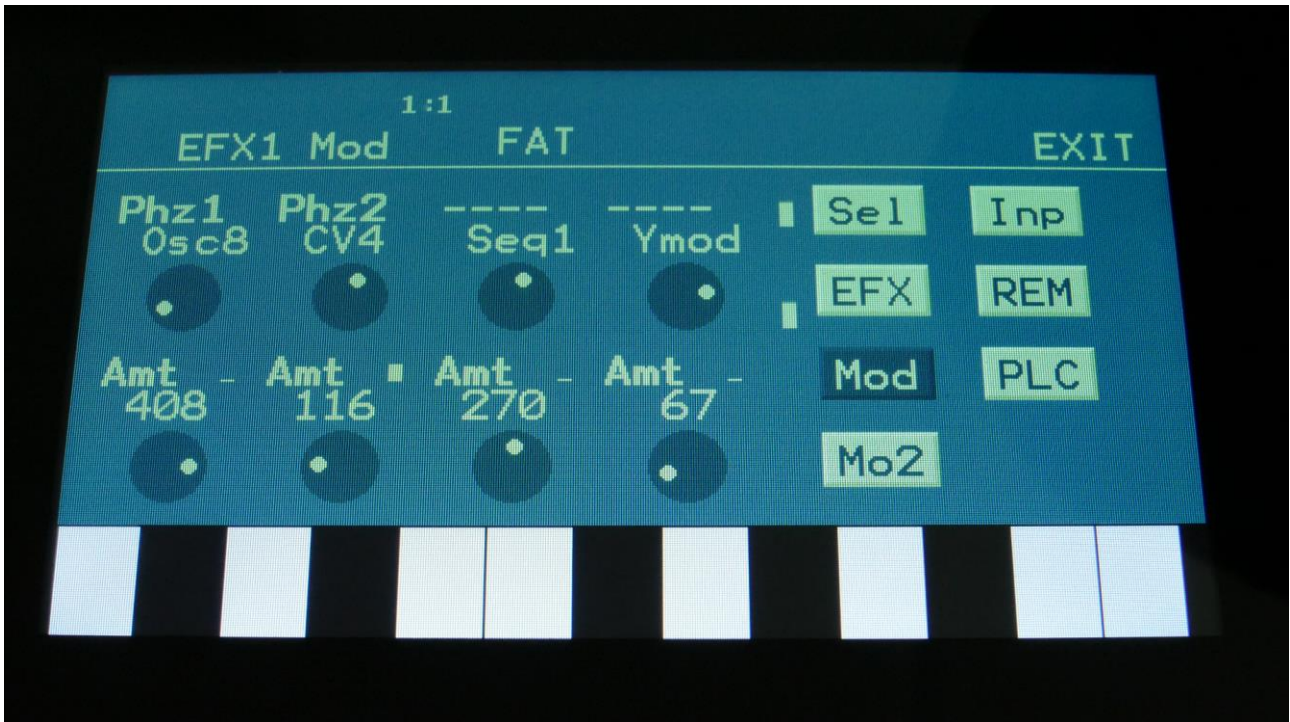 1:1
EFX1 Mod FAT EXIT
Phz1 Phz2 ---- ---- Sel Inp
Osc8 CV4 Seq1 Ymod
EFX REM
Amt Amt Amt Amt Mod PLC
408 116 270 67
Mo2